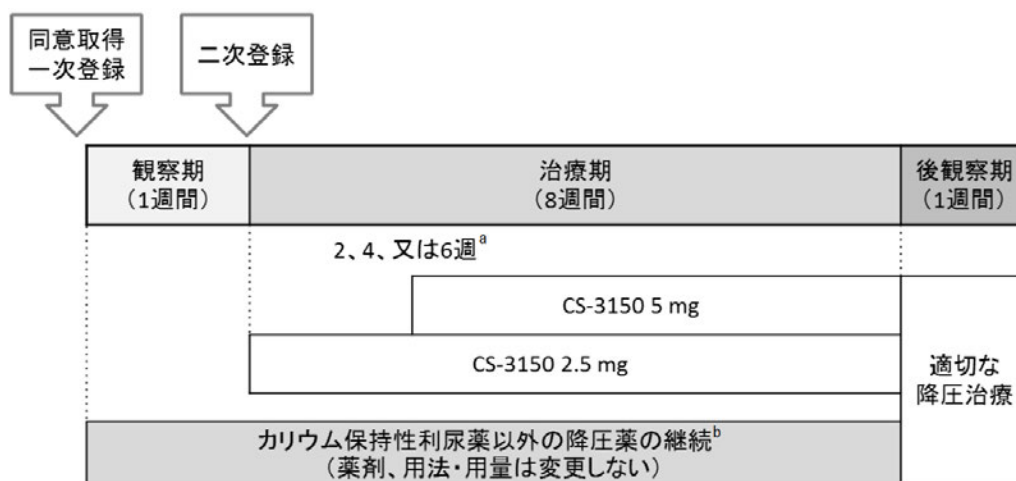 同意取得
一次登録
二次登録
観察期
（1週間）
治療期
（8週間）
後観察期
（1週間）
2、4、又は6週a
CS-3150 5 mg
CS-3150 2.5 mg
適切な
降圧治療
カリウム保持性利尿薬以外の降圧薬の継続b
（薬剤、用法・用量は変更しない）